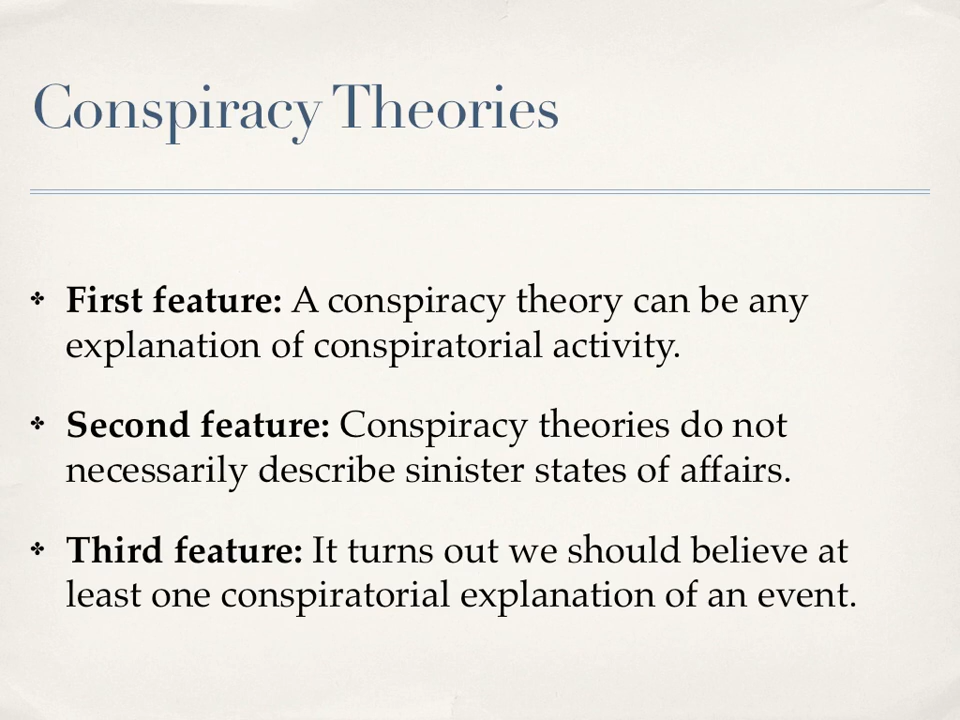 Conspiracy Theories
First feature: A conspiracy theory can be any
explanation of conspiratorial activity.
Second feature: Conspiracy theories do not
necessarily describe sinister states of affairs.
Third feature: It turns out we should believe at
least one conspiratorial explanation of an event.